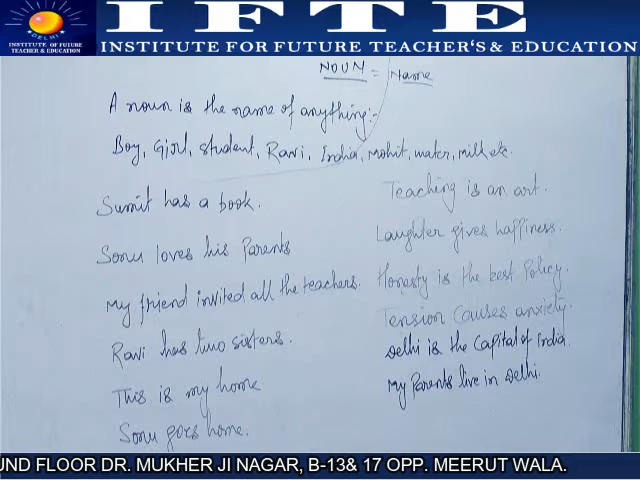 IFTE
DELHI
INSTITUTE OF FUTURE
TEACHER & EDUCATION
INSTITUTE FOR FUTURE TEACHER'S & EDUCATION
NOUN = Name
A noun is the name of anything:-
Boy, Girl, student, Ravi, India, Mohit, water, milk etc.
Sumit has a book.
Sonu loves his Parents
My friend invited all the teachers.
Ravi has two sisters.
This is my home
Sonu goes home.
Teaching is an art.
Laughter gives happiness.
Honesty is the best Policy.
Tension Causes anxiety.
Delhi is the Capital of India.
My Parents live in Delhi.
UND FLOOR DR. MUKHER JI NAGAR, B-13& 17 OPP. MEERUT WALA.